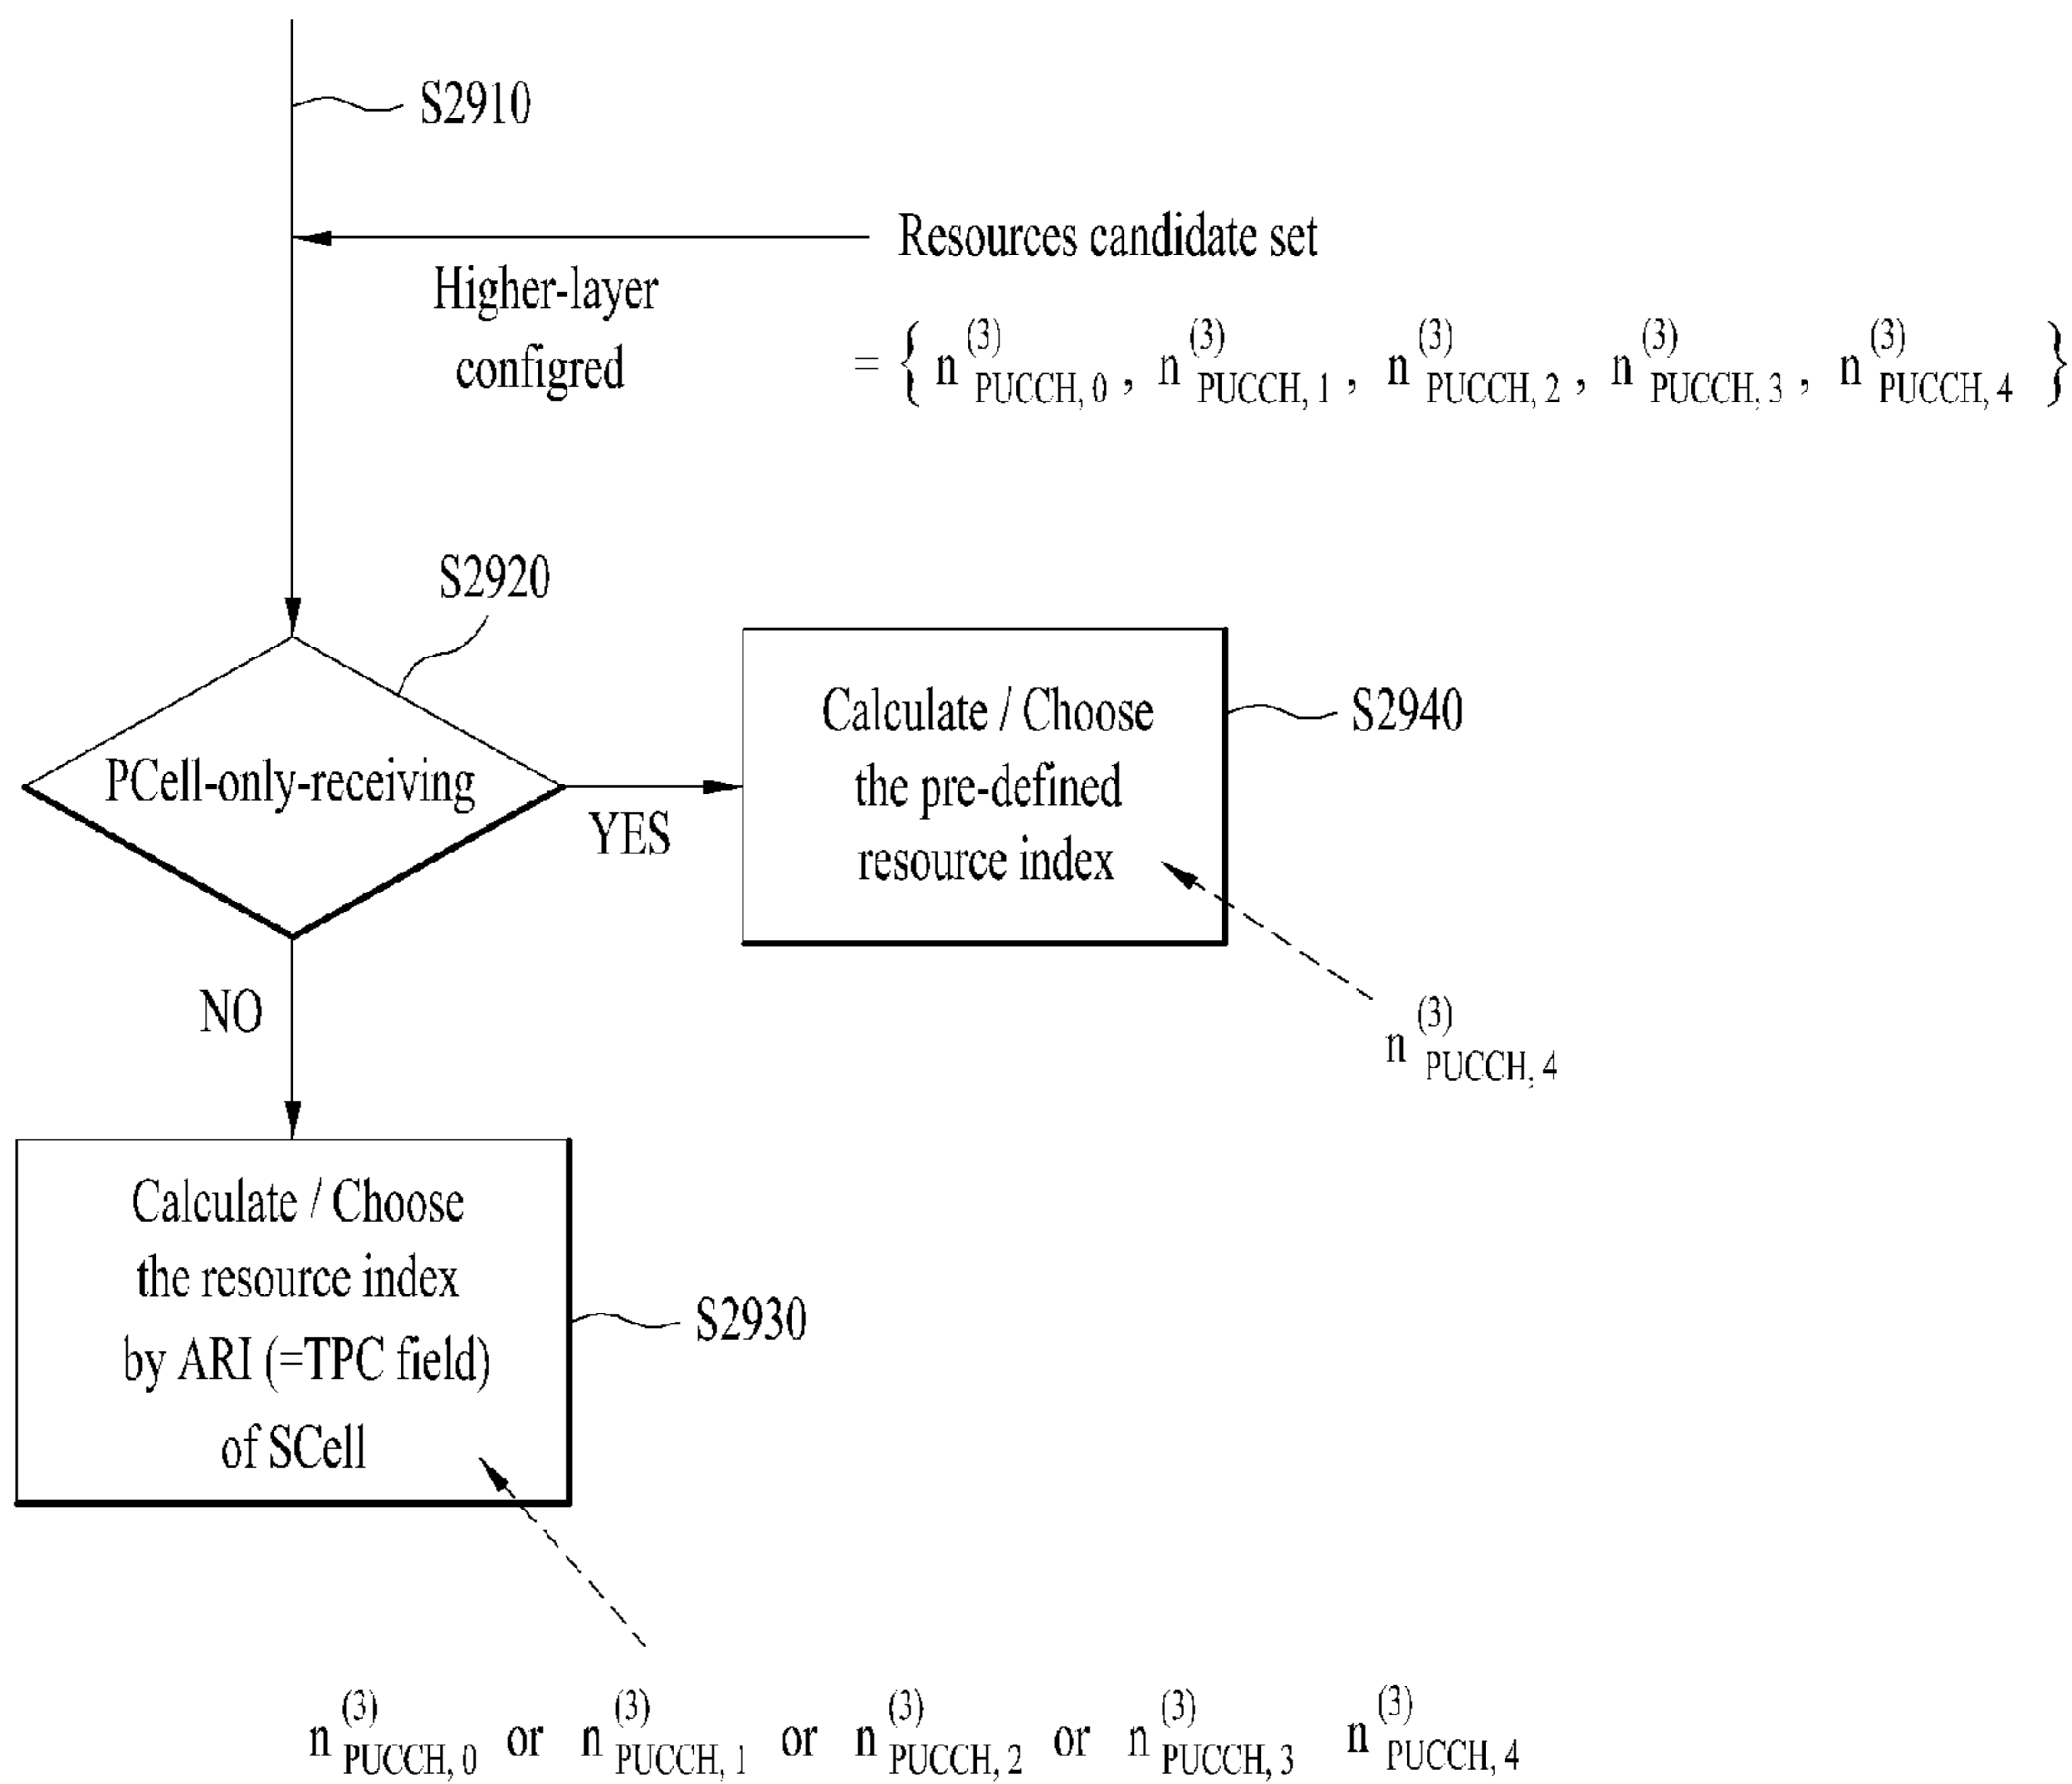 S2910
Resources candidate set
Higher-layer
configred
= { n^{(3)}_{PUCCH, 0} , n^{(3)}_{PUCCH, 1} , n^{(3)}_{PUCCH, 2} , n^{(3)}_{PUCCH, 3} , n^{(3)}_{PUCCH, 4} }
S2920
PCell-only-receiving
YES
Calculate / Choose
the pre-defined
resource index
S2940
n^{(3)}_{PUCCH, 4}
NO
Calculate / Choose
the resource index
by ARI (=TPC field)
of SCell
S2930
n^{(3)}_{PUCCH, 0} or n^{(3)}_{PUCCH, 1} or n^{(3)}_{PUCCH, 2} or n^{(3)}_{PUCCH, 3} n^{(3)}_{PUCCH, 4}